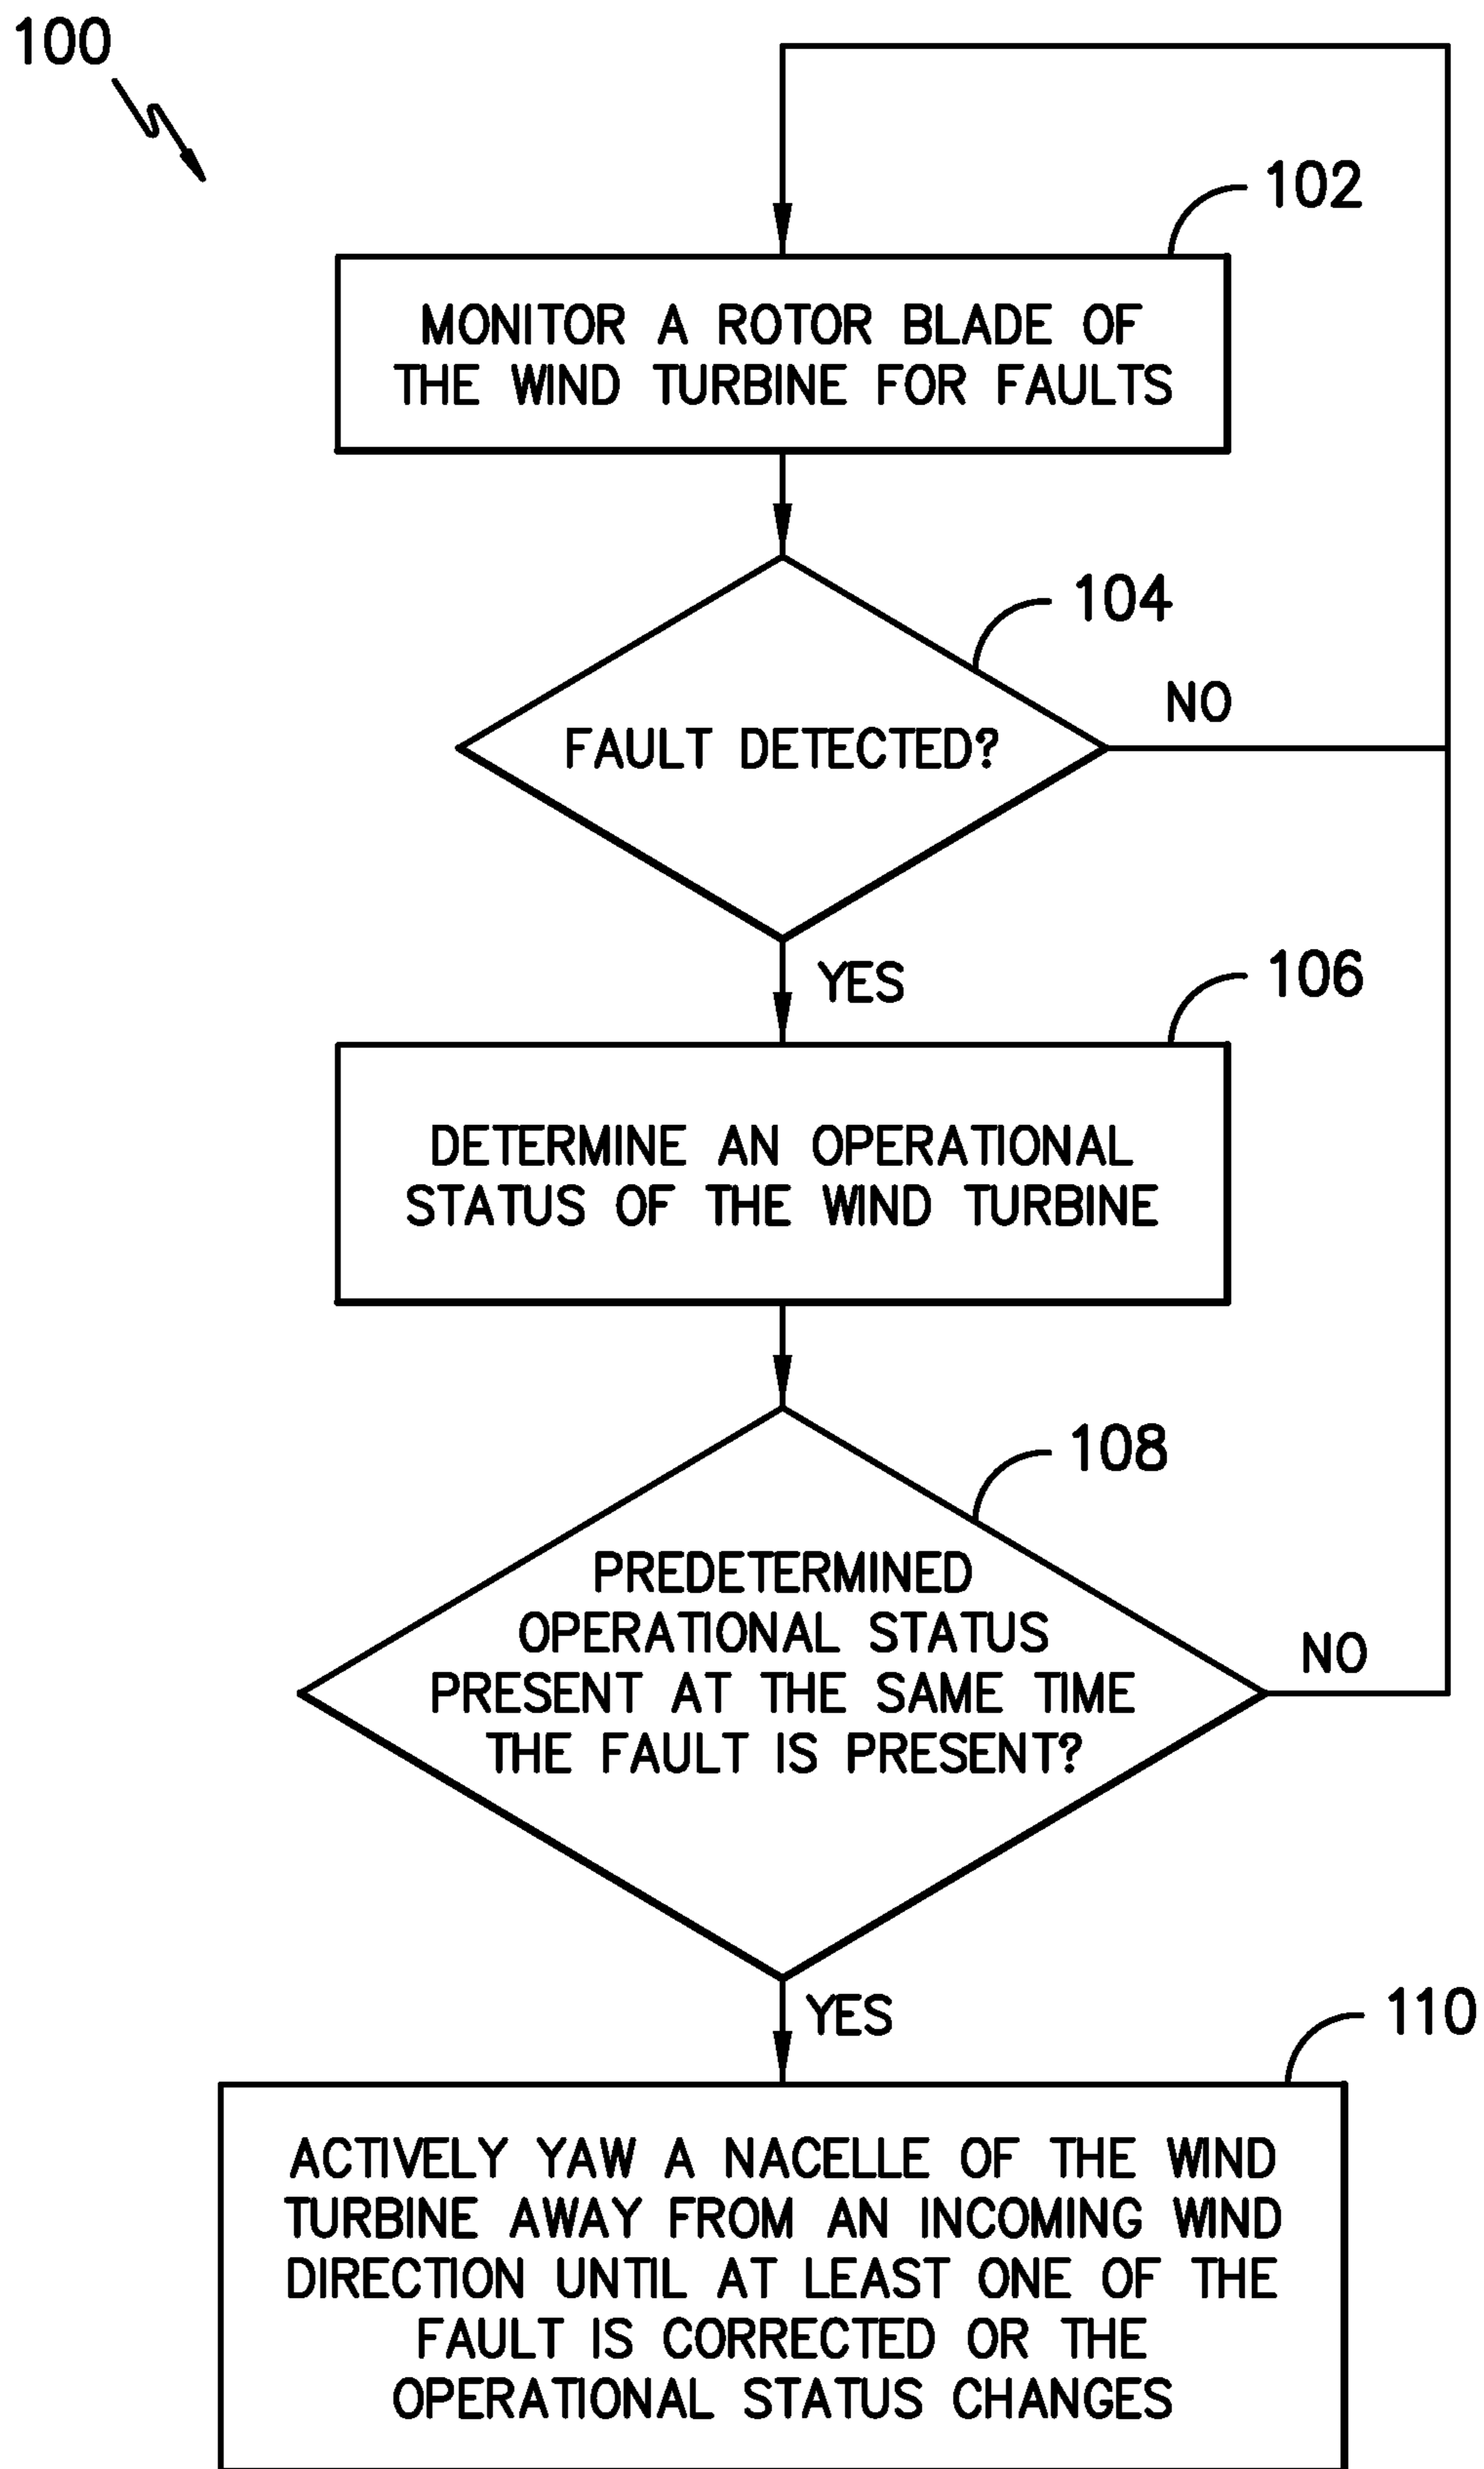 100
102
MONITOR A ROTOR BLADE OF
THE WIND TURBINE FOR FAULTS
104
NO
FAULT DETECTED?
YES
106
DETERMINE AN OPERATIONAL
STATUS OF THE WIND TURBINE
108
PREDETERMINED
OPERATIONAL STATUS
PRESENT AT THE SAME TIME
THE FAULT IS PRESENT?
NO
YES
110
ACTIVELY YAW A NACELLE OF THE WIND
TURBINE AWAY FROM AN INCOMING WIND
DIRECTION UNTIL AT LEAST ONE OF THE
FAULT IS CORRECTED OR THE
OPERATIONAL STATUS CHANGES